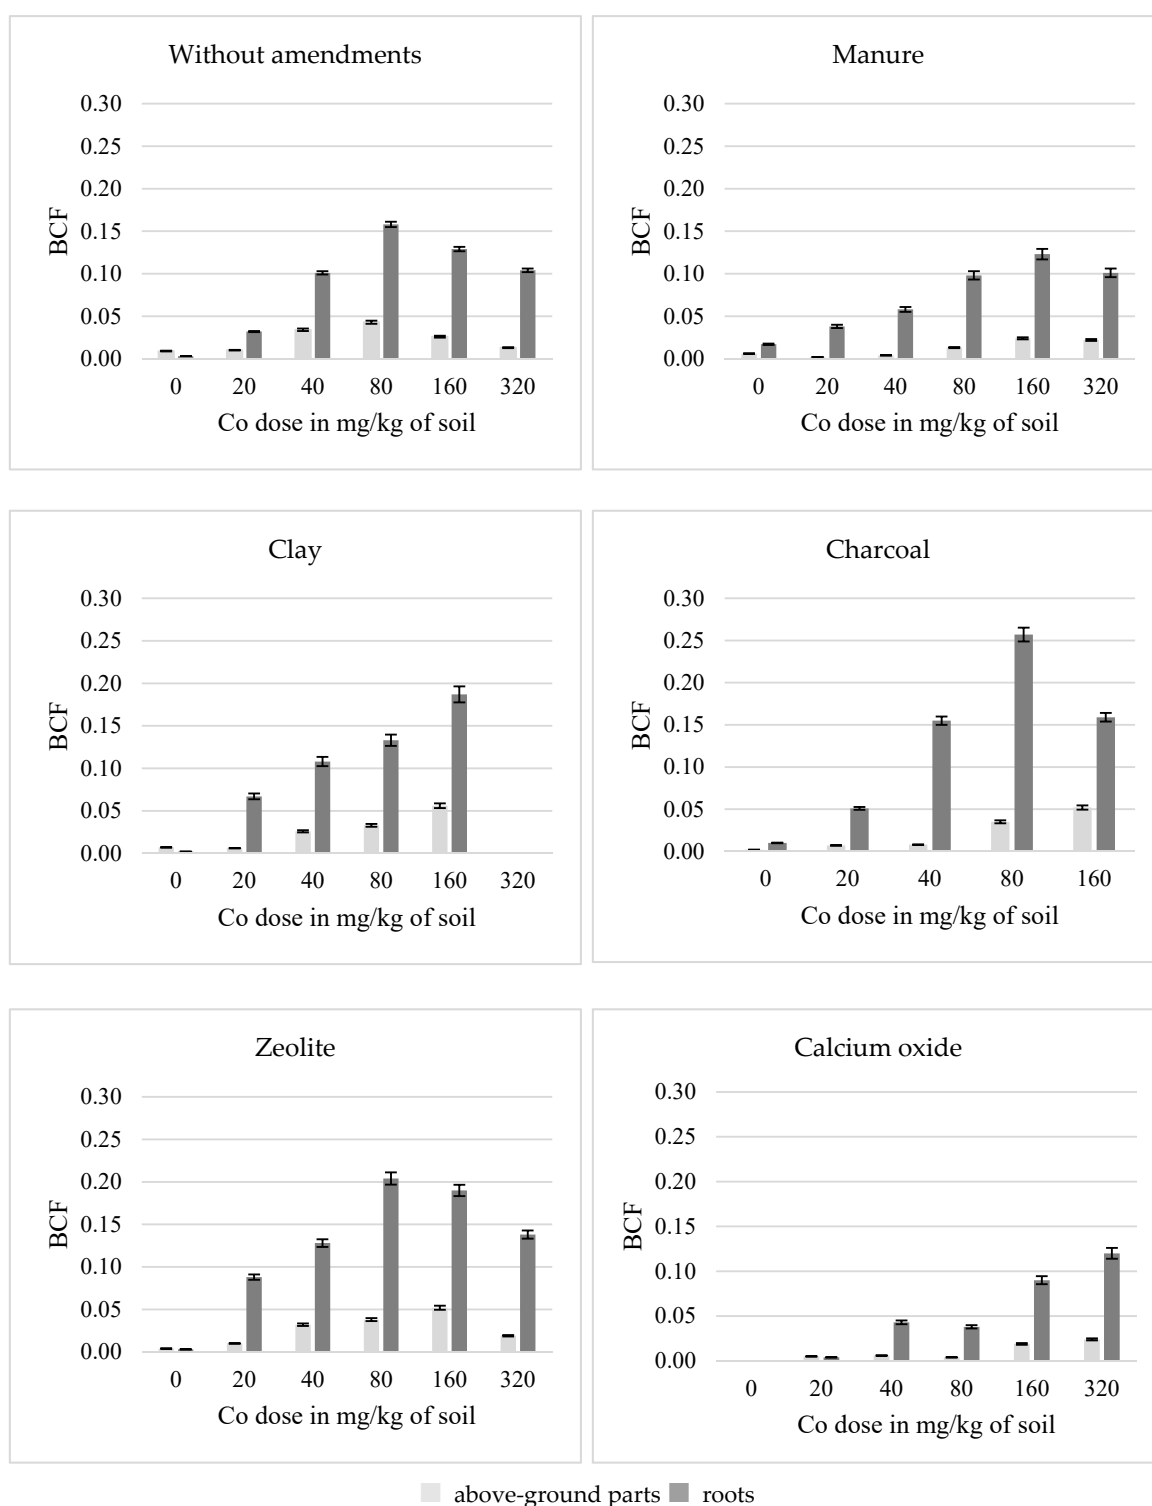 Without amendments
0.30
0.25
0.20
0.15
0.10
0.05
0.00
BCF
0 20 40 80 160 320
Co dose in mg/kg of soil
Manure
0.30
0.25
0.20
0.15
0.10
0.05
0.00
BCF
0 20 40 80 160 320
Co dose in mg/kg of soil
Clay
0.30
0.25
0.20
0.15
0.10
0.05
0.00
BCF
0 20 40 80 160 320
Co dose in mg/kg of soil
Charcoal
0.30
0.25
0.20
0.15
0.10
0.05
0.00
BCF
0 20 40 80 160
Co dose in mg/kg of soil
Zeolite
0.30
0.25
0.20
0.15
0.10
0.05
0.00
BCF
0 20 40 80 160 320
Co dose in mg/kg of soil
Calcium oxide
0.30
0.25
0.20
0.15
0.10
0.05
0.00
BCF
0 20 40 80 160 320
Co dose in mg/kg of soil
above-ground parts roots